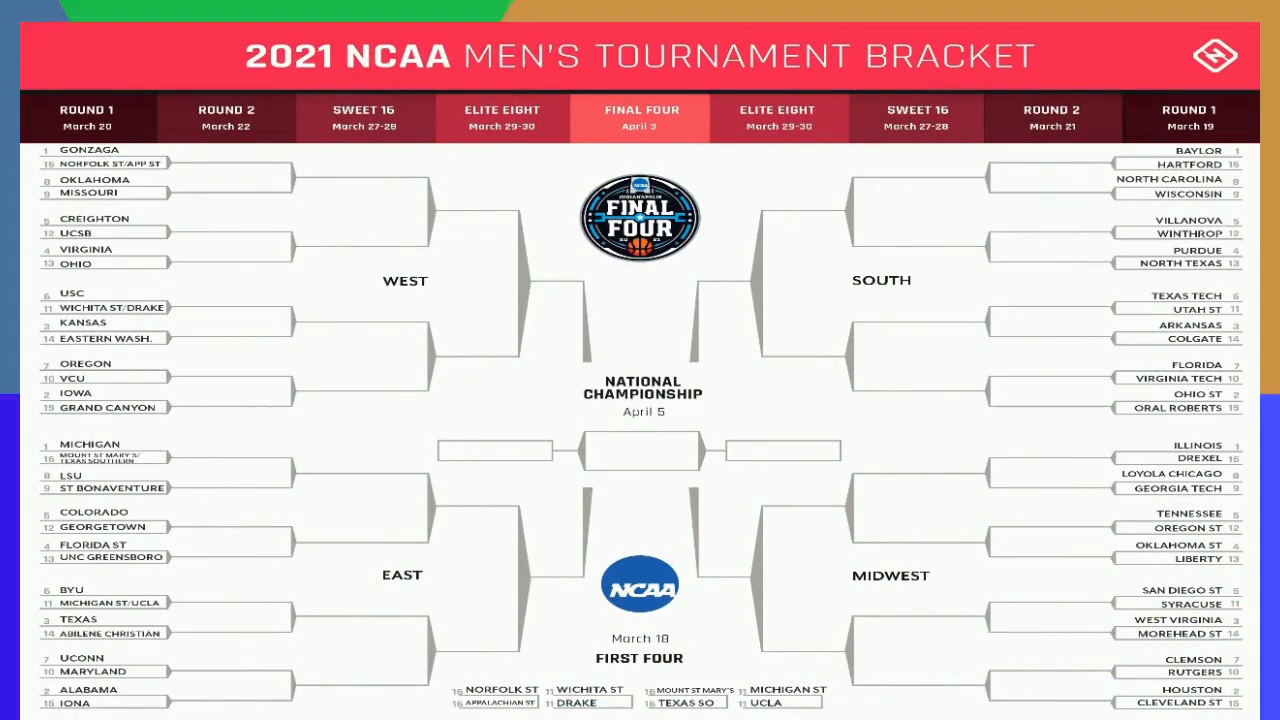 2021 NCAA MEN'S TOURNAMENT BRACKET
ROUND 1 ROUND 2 SWEET 16 ELITE EIGHT FINAL FOUR ELITE EIGHT SWEET 16 ROUND 2 ROUND 1
March 20 March 22 March 27-28 March 29-30 April 3 March 29-30 March 27-28 March 21 March 19
1 GONZAGA
16 NORFOLK ST/APP ST
8 OKLAHOMA
9 MISSOURI
5 CREIGHTON
12 UCSB
4 VIRGINIA
13 OHIO
WEST
6 USC
11 WICHITA ST/DRAKE
3 KANSAS
14 EASTERN WASH.
7 OREGON
10 VCU
2 IOWA
15 GRAND CANYON
1 MICHIGAN
16 MOUNT ST MARY'S/
TEXAS SOUTHERN
8 LSU
9 ST BONAVENTURE
5 COLORADO
12 GEORGETOWN
4 FLORIDA ST
13 UNC GREENSBORO
EAST
6 BYU
11 MICHIGAN ST/UCLA
3 TEXAS
14 ABILENE CHRISTIAN
7 UCONN
10 MARYLAND
2 ALABAMA
15 IONA
NCAA
INDIANAPOLIS
FINAL
FOUR
NATIONAL
CHAMPIONSHIP
April 5
NCAA
March 18
FIRST FOUR
16 NORFOLK ST 11 WICHITA ST 16 MOUNT ST MARY'S 11 MICHIGAN ST
16 APPALACHIAN ST 11 DRAKE 16 TEXAS SO 11 UCLA
BAYLOR 1
HARTFORD 16
NORTH CAROLINA 8
WISCONSIN 9
VILLANOVA 5
WINTHROP 12
PURDUE 4
NORTH TEXAS 13
SOUTH
TEXAS TECH 6
UTAH ST 11
ARKANSAS 3
COLGATE 14
FLORIDA 7
VIRGINIA TECH 10
OHIO ST 2
ORAL ROBERTS 15
ILLINOIS 1
DREXEL 16
LOYOLA CHICAGO 8
GEORGIA TECH 9
TENNESSEE 5
OREGON ST 12
OKLAHOMA ST 4
LIBERTY 13
MIDWEST
SAN DIEGO ST 6
SYRACUSE 11
WEST VIRGINIA 3
MOREHEAD ST 14
CLEMSON 7
RUTGERS 10
HOUSTON 2
CLEVELAND ST 15